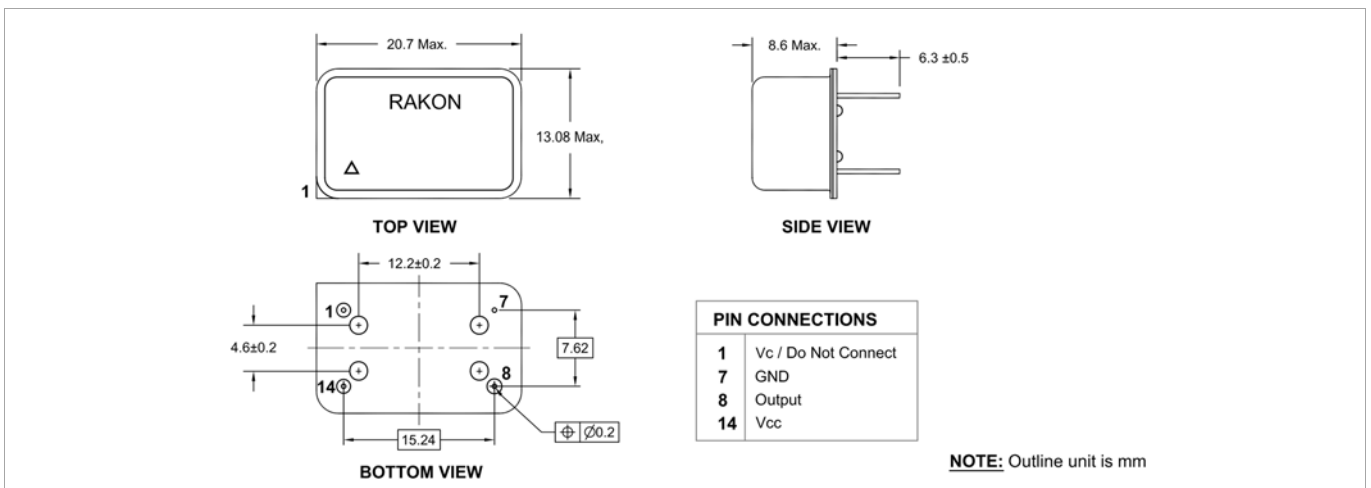 20.7 Max.
RAKON
13.08 Max,
1
TOP VIEW
8.6 Max.
6.3 ±0.5
SIDE VIEW
12.2±0.2
1
7
4.6±0.2
7.62
14
8
15.24
⌖ Ø0.2
BOTTOM VIEW
PIN CONNECTIONS
1 Vc / Do Not Connect
7 GND
8 Output
14 Vcc
NOTE: Outline unit is mm